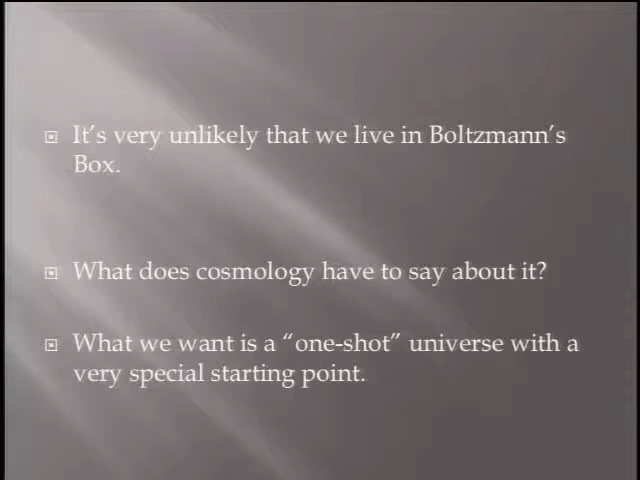 It's very unlikely that we live in Boltzmann's
Box.
What does cosmology have to say about it?
What we want is a “one-shot” universe with a
very special starting point.